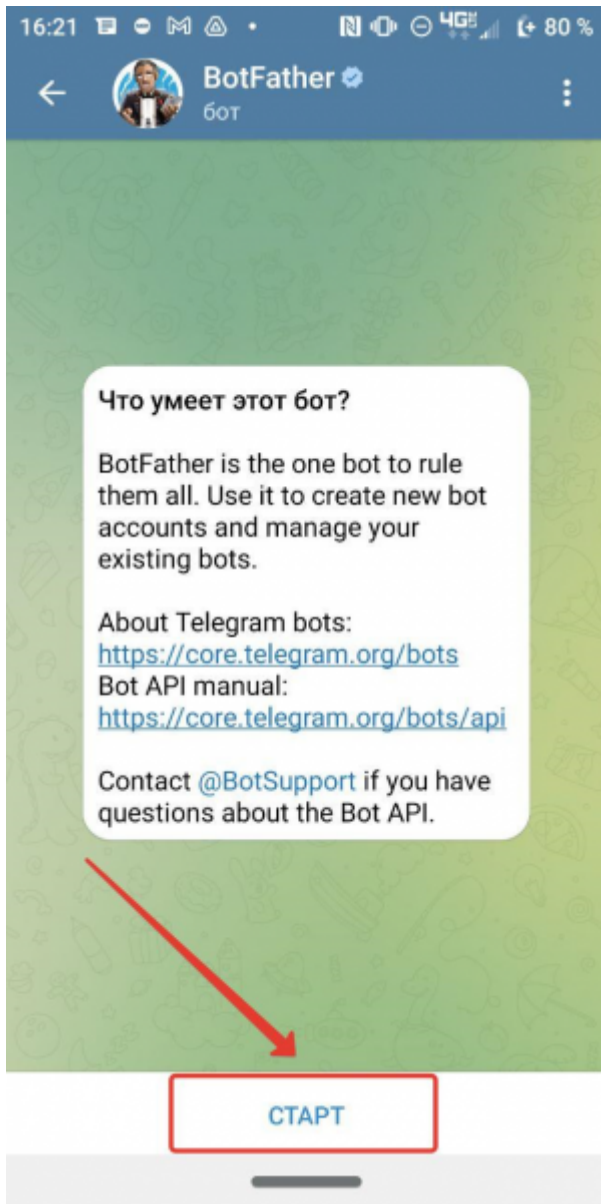 16:21 4G 80 %
BotFather
бот
Что умеет этот бот?
BotFather is the one bot to rule
them all. Use it to create new bot
accounts and manage your
existing bots.
About Telegram bots:
https://core.telegram.org/bots
Bot API manual:
https://core.telegram.org/bots/api
Contact @BotSupport if you have
questions about the Bot API.
СТАРТ